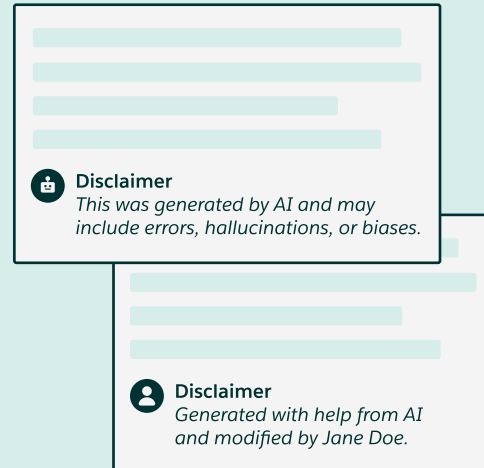 Disclaimer
This was generated by AI and may
include errors, hallucinations, or biases.
Disclaimer
Generated with help from AI
and modified by Jane Doe.